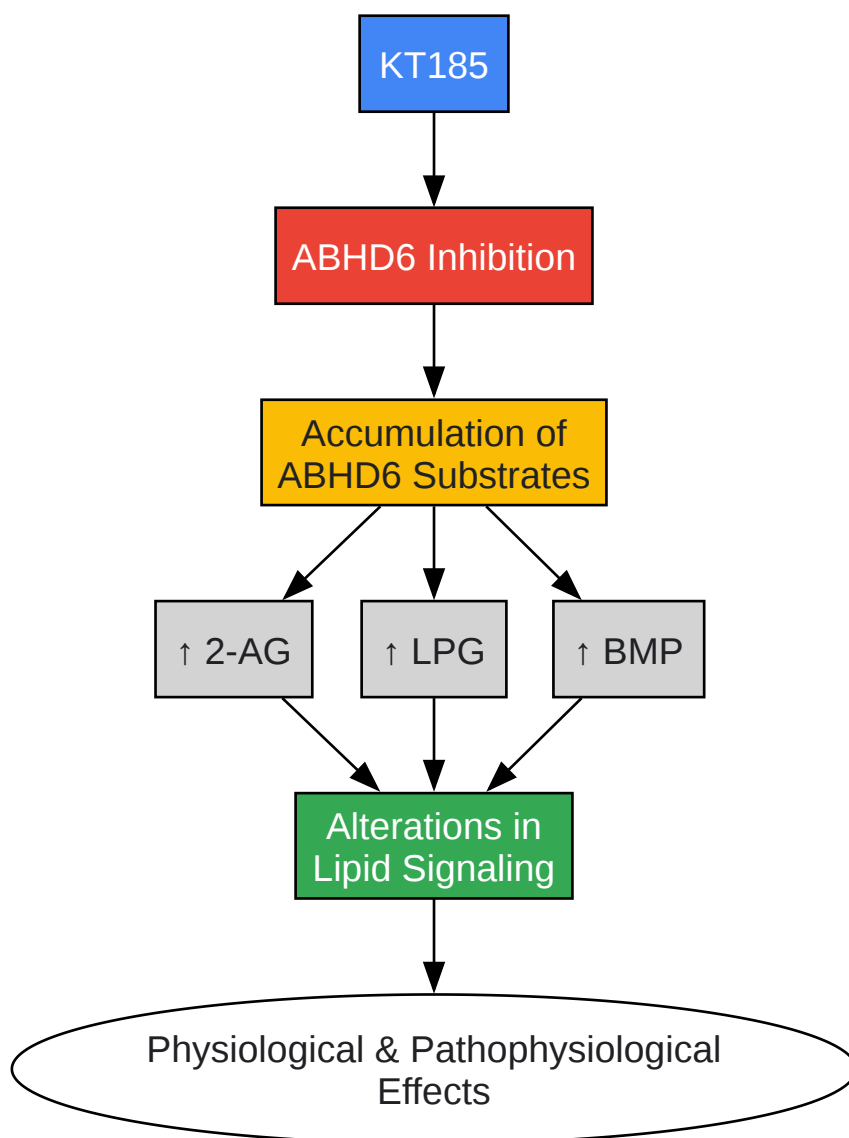 KT185
ABHD6 Inhibition
Accumulation of
ABHD6 Substrates
↑ 2-AG
↑ LPG
↑ BMP
Alterations in
Lipid Signaling
Physiological & Pathophysiological
Effects